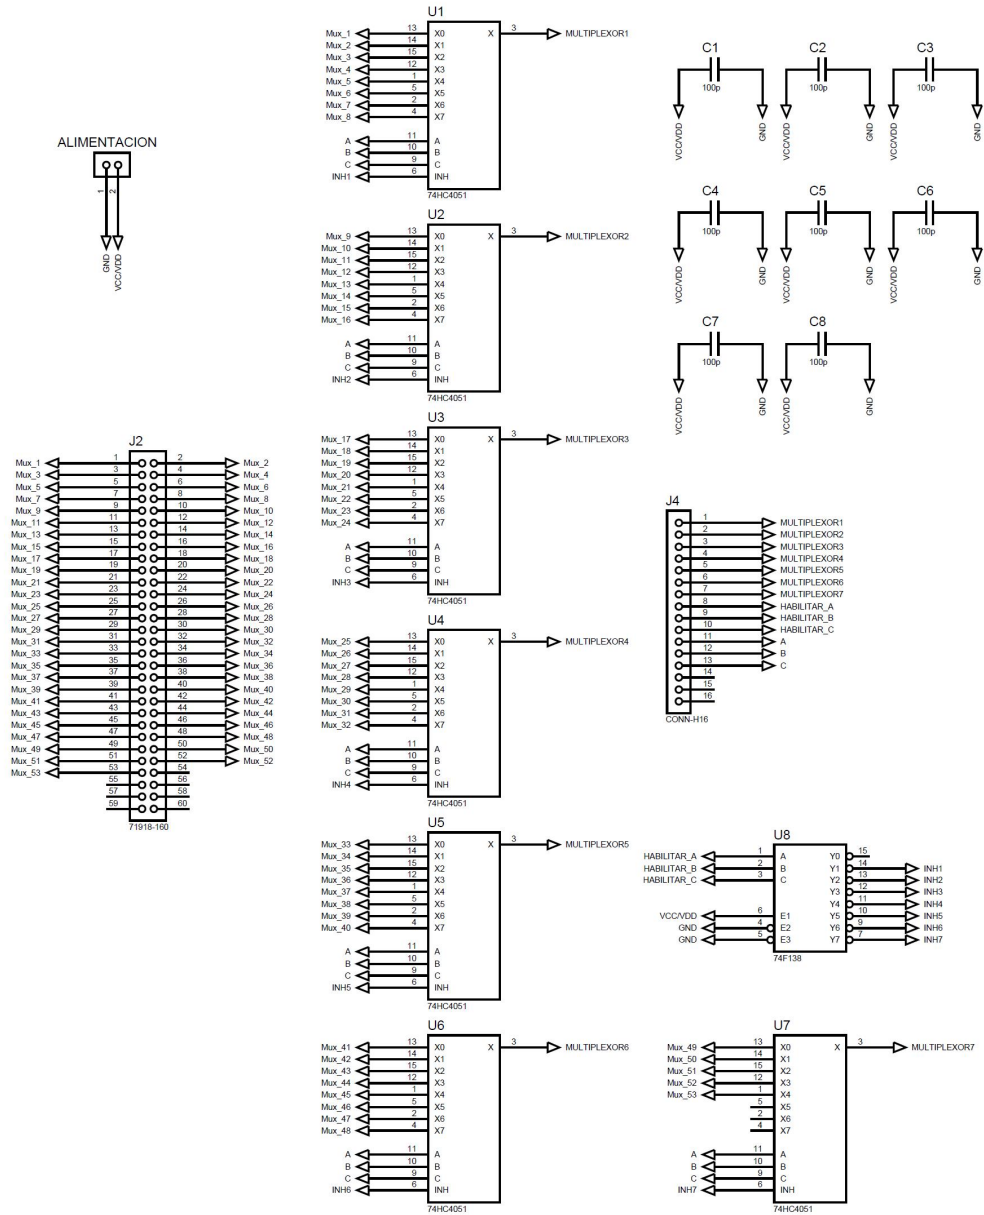 ALIMENTACION
1
2
GND
VCC/VDD
J2
Mux_1 1 2 Mux_2
Mux_3 3 4 Mux_4
Mux_5 5 6 Mux_6
Mux_7 7 8 Mux_8
Mux_9 9 10 Mux_10
Mux_11 11 12 Mux_12
Mux_13 13 14 Mux_14
Mux_15 15 16 Mux_16
Mux_17 17 18 Mux_18
Mux_19 19 20 Mux_20
Mux_21 21 22 Mux_22
Mux_23 23 24 Mux_24
Mux_25 25 26 Mux_26
Mux_27 27 28 Mux_28
Mux_29 29 30 Mux_30
Mux_31 31 32 Mux_32
Mux_33 33 34 Mux_34
Mux_35 35 36 Mux_36
Mux_37 37 38 Mux_38
Mux_39 39 40 Mux_40
Mux_41 41 42 Mux_42
Mux_43 43 44 Mux_44
Mux_45 45 46 Mux_46
Mux_47 47 48 Mux_48
Mux_49 49 50 Mux_50
Mux_51 51 52 Mux_52
Mux_53 53 54
55 56
57 58
59 60
71918-160
U1
Mux_1 13 X0 X 3 MULTIPLEXOR1
Mux_2 14 X1
Mux_3 15 X2
Mux_4 12 X3
Mux_5 1 X4
Mux_6 5 X5
Mux_7 2 X6
Mux_8 4 X7
A 11 A
B 10 B
C 9 C
INH1 6 INH
74HC4051
U2
Mux_9 13 X0 X 3 MULTIPLEXOR2
Mux_10 14 X1
Mux_11 15 X2
Mux_12 12 X3
Mux_13 1 X4
Mux_14 5 X5
Mux_15 2 X6
Mux_16 4 X7
A 11 A
B 10 B
C 9 C
INH2 6 INH
74HC4051
U3
Mux_17 13 X0 X 3 MULTIPLEXOR3
Mux_18 14 X1
Mux_19 15 X2
Mux_20 12 X3
Mux_21 1 X4
Mux_22 5 X5
Mux_23 2 X6
Mux_24 4 X7
A 11 A
B 10 B
C 9 C
INH3 6 INH
74HC4051
U4
Mux_25 13 X0 X 3 MULTIPLEXOR4
Mux_26 14 X1
Mux_27 15 X2
Mux_28 12 X3
Mux_29 1 X4
Mux_30 5 X5
Mux_31 2 X6
Mux_32 4 X7
A 11 A
B 10 B
C 9 C
INH4 6 INH
74HC4051
U5
Mux_33 13 X0 X 3 MULTIPLEXOR5
Mux_34 14 X1
Mux_35 15 X2
Mux_36 12 X3
Mux_37 1 X4
Mux_38 5 X5
Mux_39 2 X6
Mux_40 4 X7
A 11 A
B 10 B
C 9 C
INH5 6 INH
74HC4051
U6
Mux_41 13 X0 X 3 MULTIPLEXOR6
Mux_42 14 X1
Mux_43 15 X2
Mux_44 12 X3
Mux_45 1 X4
Mux_46 5 X5
Mux_47 2 X6
Mux_48 4 X7
A 11 A
B 10 B
C 9 C
INH6 6 INH
74HC4051
C1 C2 C3
100p 100p 100p
VCC/VDD GND VCC/VDD GND VCC/VDD GND
C4 C5 C6
100p 100p 100p
VCC/VDD GND VCC/VDD GND VCC/VDD GND
C7 C8
100p 100p
VCC/VDD GND VCC/VDD GND
J4
1 MULTIPLEXOR1
2 MULTIPLEXOR2
3 MULTIPLEXOR3
4 MULTIPLEXOR4
5 MULTIPLEXOR5
6 MULTIPLEXOR6
7 MULTIPLEXOR7
8 HABILITAR_A
9 HABILITAR_B
10 HABILITAR_C
11 A
12 B
13 C
14
15
16
CONN-H16
U8
HABILITAR_A 1 A Y0 15
HABILITAR_B 2 B Y1 14 INH1
HABILITAR_C 3 C Y2 13 INH2
Y3 12 INH3
Y4 11 INH4
VCC/VDD 6 E1 Y5 10 INH5
GND 4 E2 Y6 9 INH6
GND 5 E3 Y7 7 INH7
74F138
U7
Mux_49 13 X0 X 3 MULTIPLEXOR7
Mux_50 14 X1
Mux_51 15 X2
Mux_52 12 X3
Mux_53 1 X4
5 X5
2 X6
4 X7
A 11 A
B 10 B
C 9 C
INH7 6 INH
74HC4051